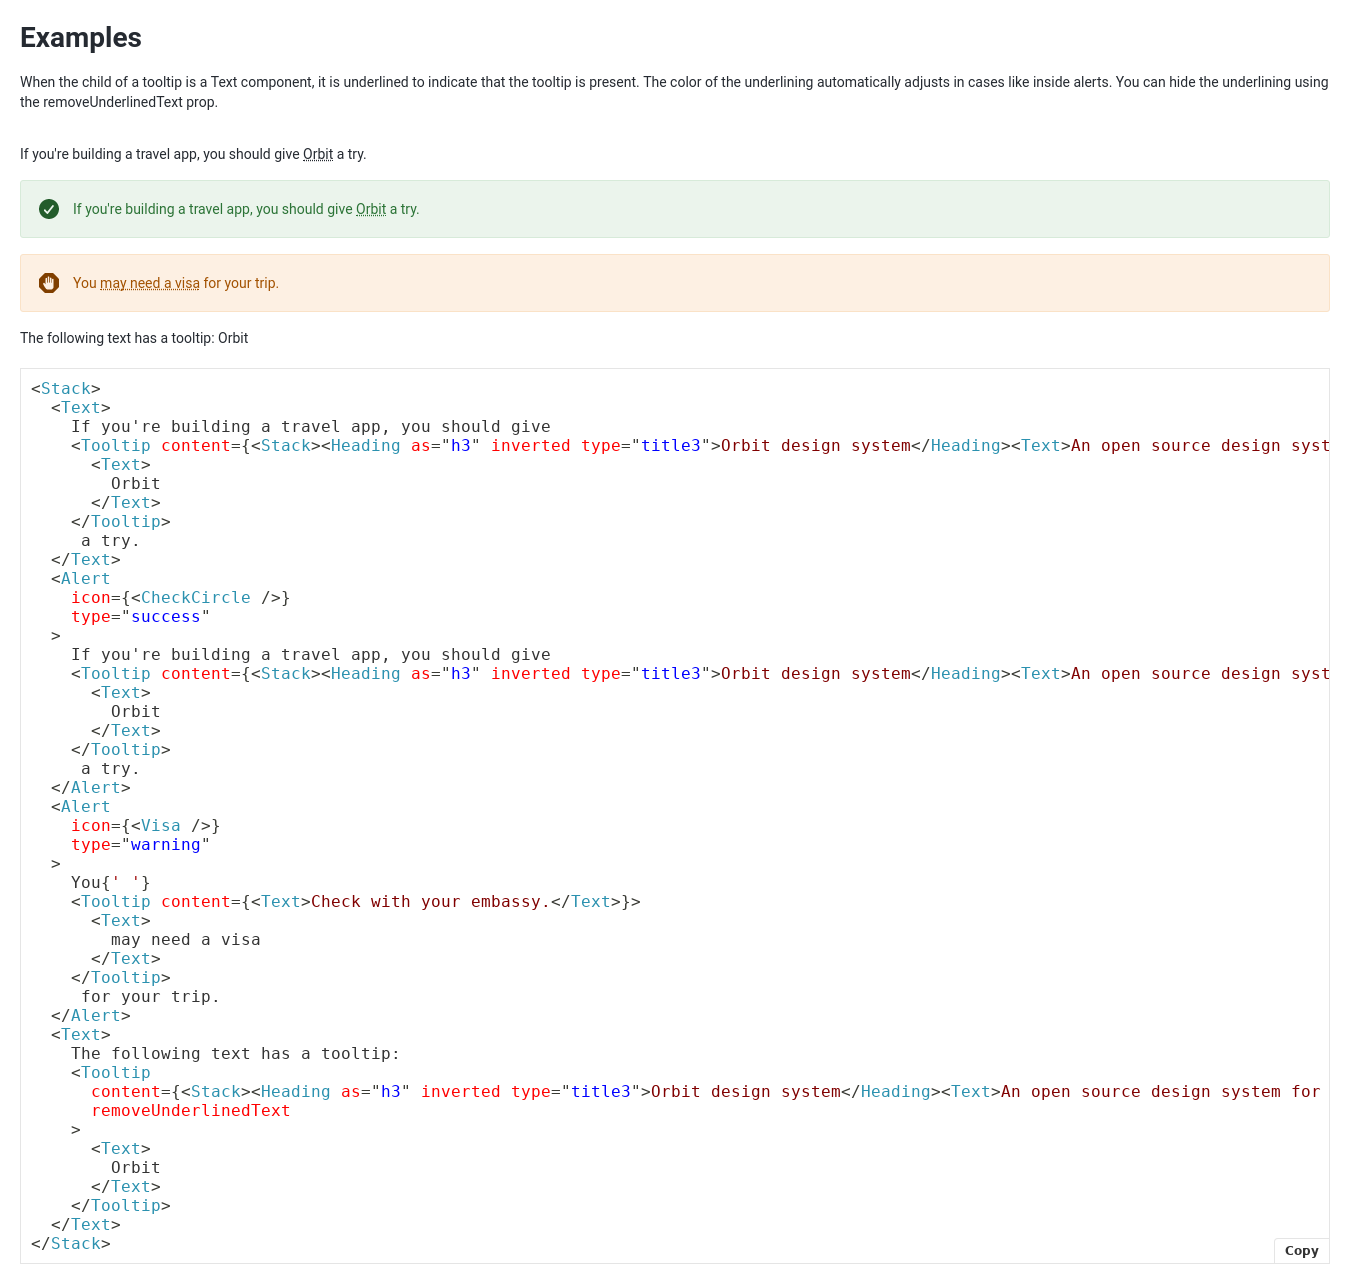 Examples
When the child of a tooltip is a Text component, it is underlined to indicate that the tooltip is present. The color of the underlining automatically adjusts in cases like inside alerts. You can hide the underlining using
the removeUnderlinedText prop.
If you're building a travel app, you should give Orbit a try.
If you're building a travel app, you should give Orbit a try.
You may need a visa for your trip.
The following text has a tooltip: Orbit
<Stack>
  <Text>
    If you're building a travel app, you should give
    <Tooltip content={<Stack><Heading as="h3" inverted type="title3">Orbit design system</Heading><Text>An open source design syst
      <Text>
        Orbit
      </Text>
    </Tooltip>
     a try.
  </Text>
  <Alert
    icon={<CheckCircle />}
    type="success"
  >
    If you're building a travel app, you should give
    <Tooltip content={<Stack><Heading as="h3" inverted type="title3">Orbit design system</Heading><Text>An open source design syst
      <Text>
        Orbit
      </Text>
    </Tooltip>
     a try.
  </Alert>
  <Alert
    icon={<Visa />}
    type="warning"
  >
    You{' '}
    <Tooltip content={<Text>Check with your embassy.</Text>}>
      <Text>
        may need a visa
      </Text>
    </Tooltip>
     for your trip.
  </Alert>
  <Text>
    The following text has a tooltip:
    <Tooltip
      content={<Stack><Heading as="h3" inverted type="title3">Orbit design system</Heading><Text>An open source design system for
      removeUnderlinedText
    >
      <Text>
        Orbit
      </Text>
    </Tooltip>
  </Text>
</Stack>
Copy